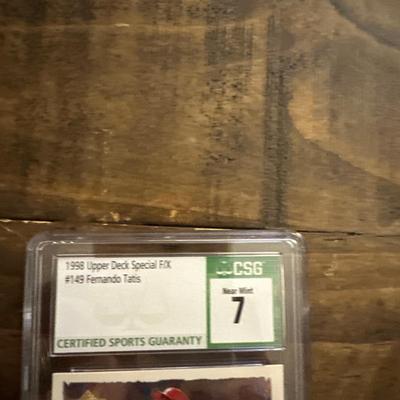 1998 Upper Deck Special F/X
#149 Fernando Tatis
CERTIFIED SPORTS GUARANTY
CSG
Near Mint
7